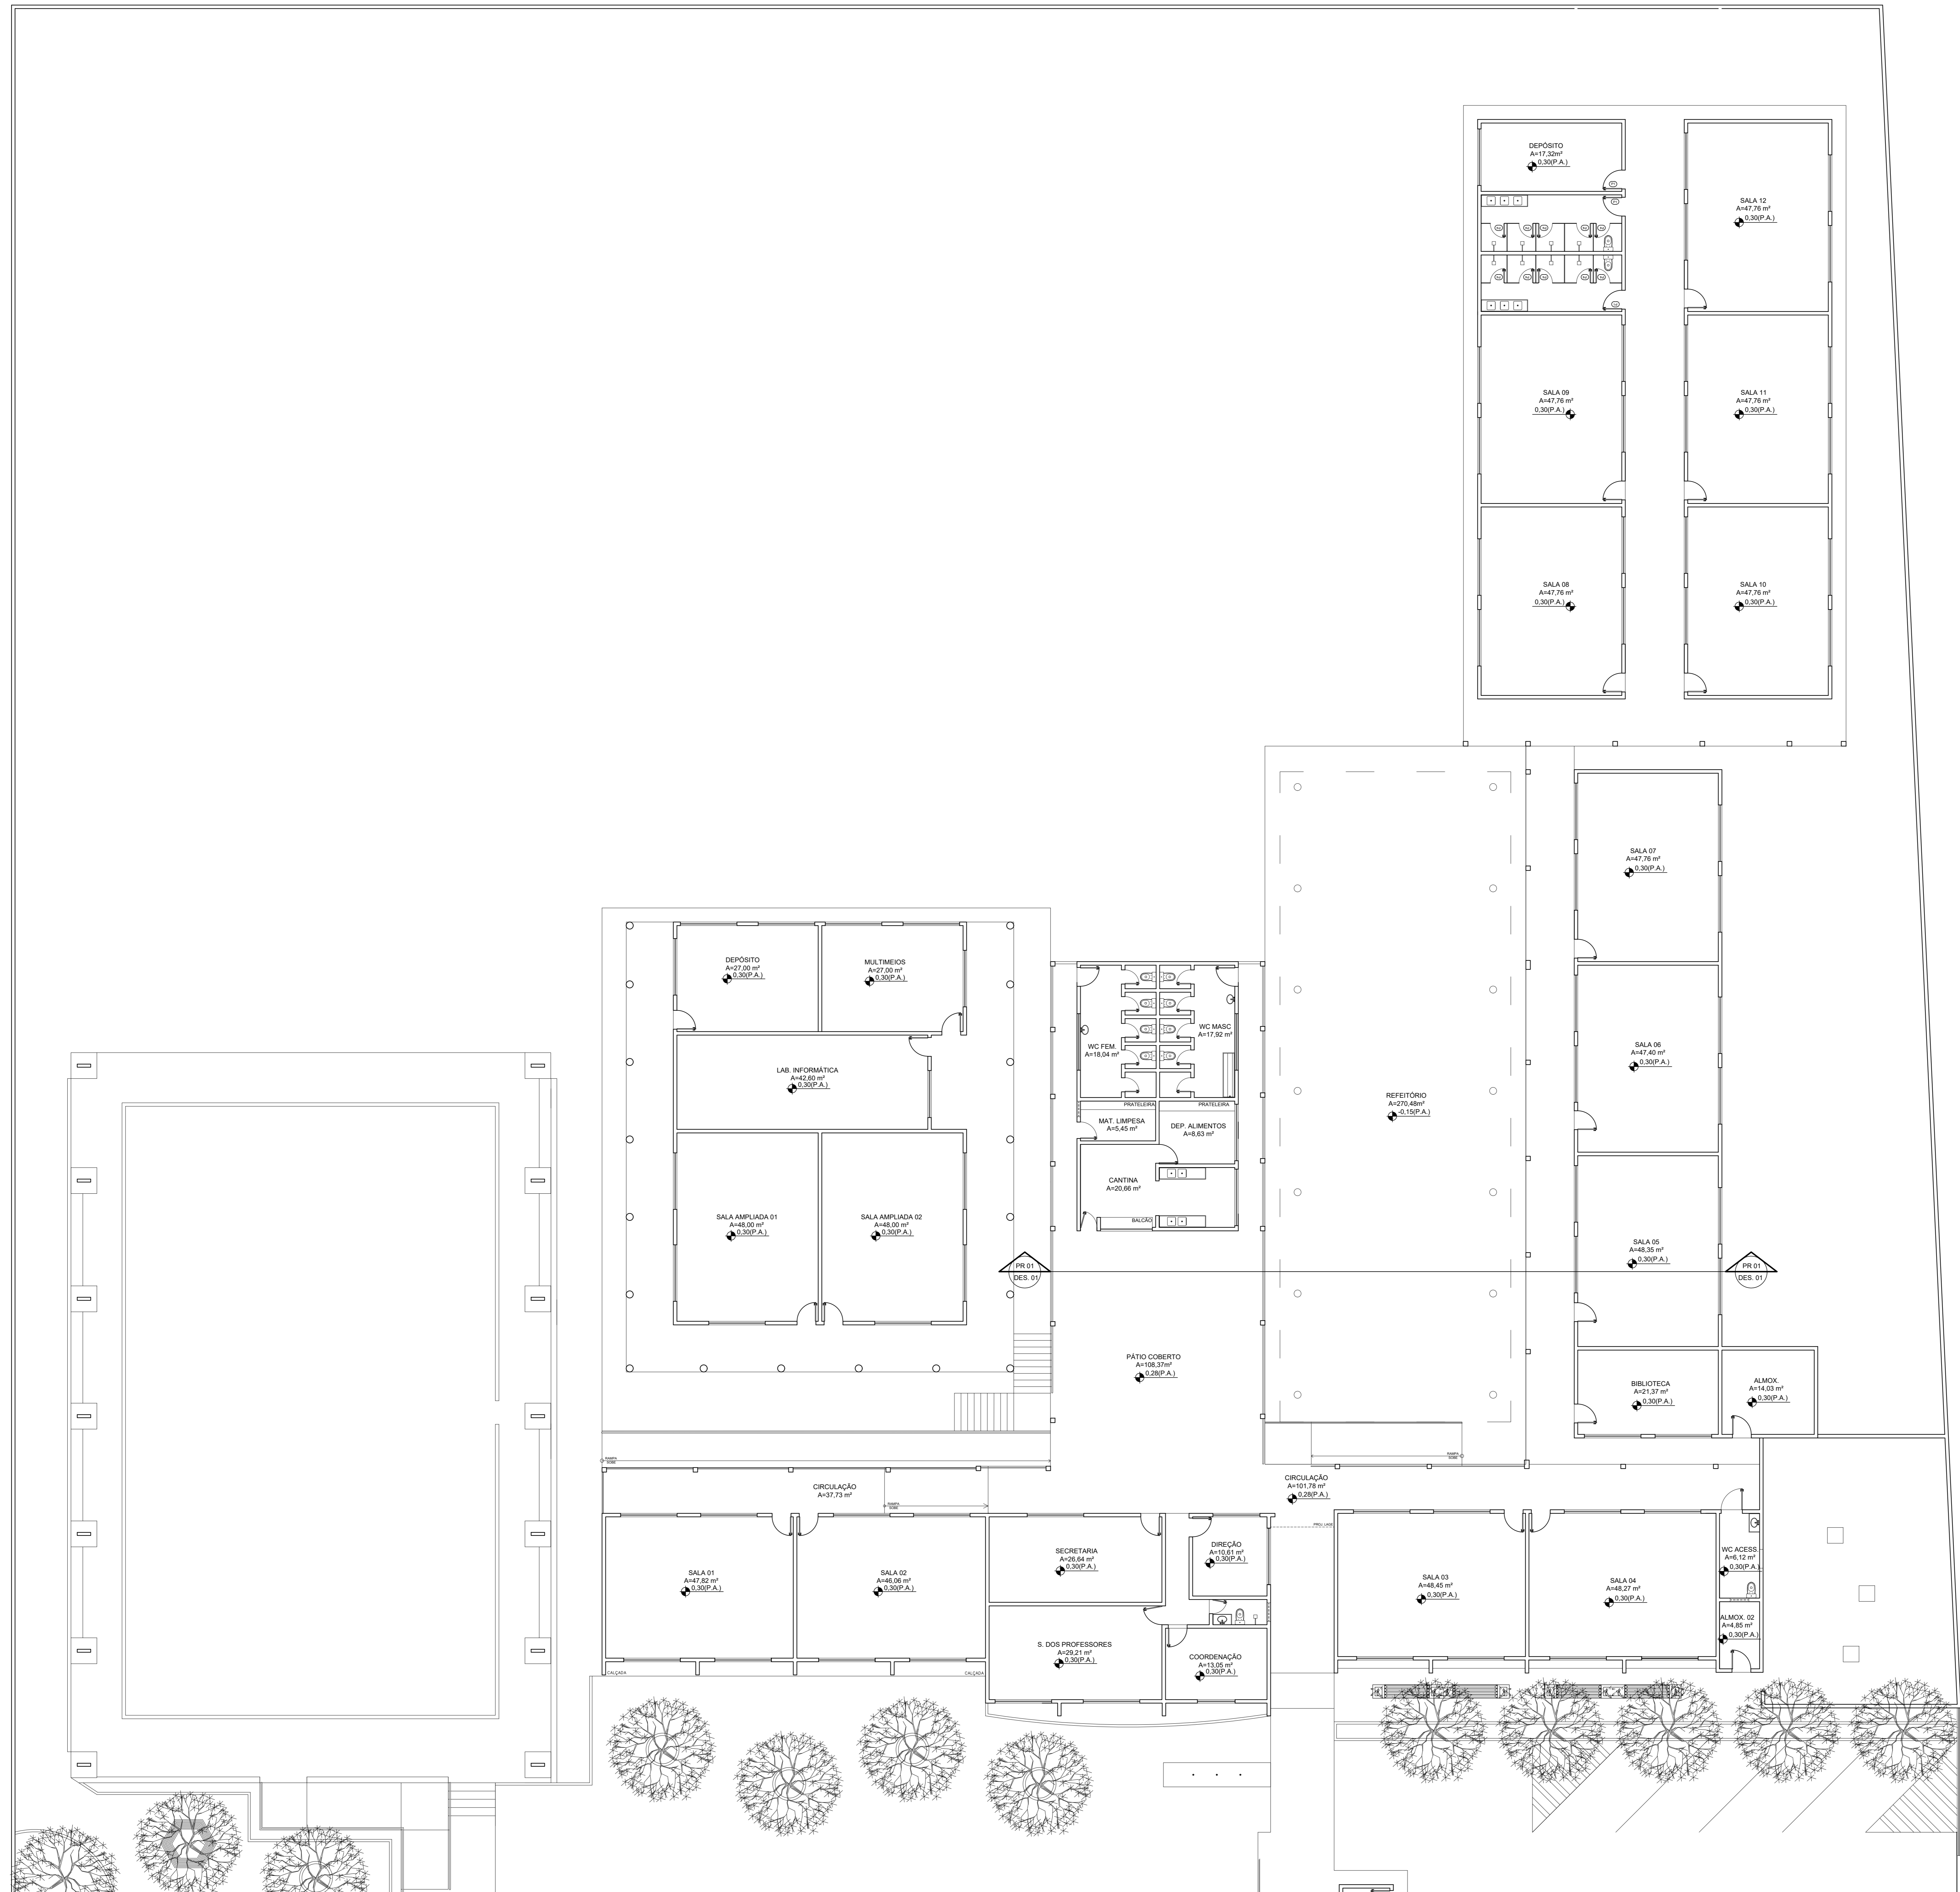 DEPÓSITO
A=17,32m²
0,30(P.A.)
SALA 12
A=47,76 m²
0,30(P.A.)
SALA 09
A=47,76 m²
0,30(P.A.)
SALA 11
A=47,76 m²
0,30(P.A.)
SALA 08
A=47,76 m²
0,30(P.A.)
SALA 10
A=47,76 m²
0,30(P.A.)
SALA 07
A=47,76 m²
0,30(P.A.)
DEPÓSITO
A=27,00 m²
0,30(P.A.)
MULTIMEIOS
A=27,00 m²
0,30(P.A.)
LAB. INFORMÁTICA
A=42,60 m²
0,30(P.A.)
WC FEM.
A=18,04 m²
WC MASC
A=17,92 m²
PRATELEIRA
PRATELEIRA
MAT. LIMPESA
A=5,45 m²
DEP. ALIMENTOS
A=8,63 m²
CANTINA
A=20,66 m²
BALCÃO
REFEITÓRIO
A=270,48m²
-0,15(P.A.)
SALA 06
A=47,40 m²
0,30(P.A.)
SALA AMPLIADA 01
A=48,00 m²
0,30(P.A.)
SALA AMPLIADA 02
A=48,00 m²
0,30(P.A.)
SALA 05
A=48,35 m²
0,30(P.A.)
PR 01
DES. 01
PR 01
DES. 01
PÁTIO COBERTO
A=108,37m²
0,28(P.A.)
BIBLIOTECA
A=21,37 m²
0,30(P.A.)
ALMOX.
A=14,03 m²
0,30(P.A.)
RAMPA
SOBE
RAMPA
SOBE
CIRCULAÇÃO
A=37,73 m²
RAMPA
SOBE
CIRCULAÇÃO
A=101,78 m²
0,28(P.A.)
PROJ. LAGE
SALA 01
A=47,82 m²
0,30(P.A.)
SALA 02
A=46,06 m²
0,30(P.A.)
SECRETARIA
A=26,64 m²
0,30(P.A.)
DIREÇÃO
A=10,61 m²
0,30(P.A.)
SALA 03
A=48,45 m²
0,30(P.A.)
SALA 04
A=48,27 m²
0,30(P.A.)
WC ACESS.
A=6,12 m²
0,30(P.A.)
ALMOX. 02
A=4,85 m²
0,30(P.A.)
S. DOS PROFESSORES
A=29,21 m²
0,30(P.A.)
COORDENAÇÃO
A=13,05 m²
0,30(P.A.)
CALÇADA
CALÇADA